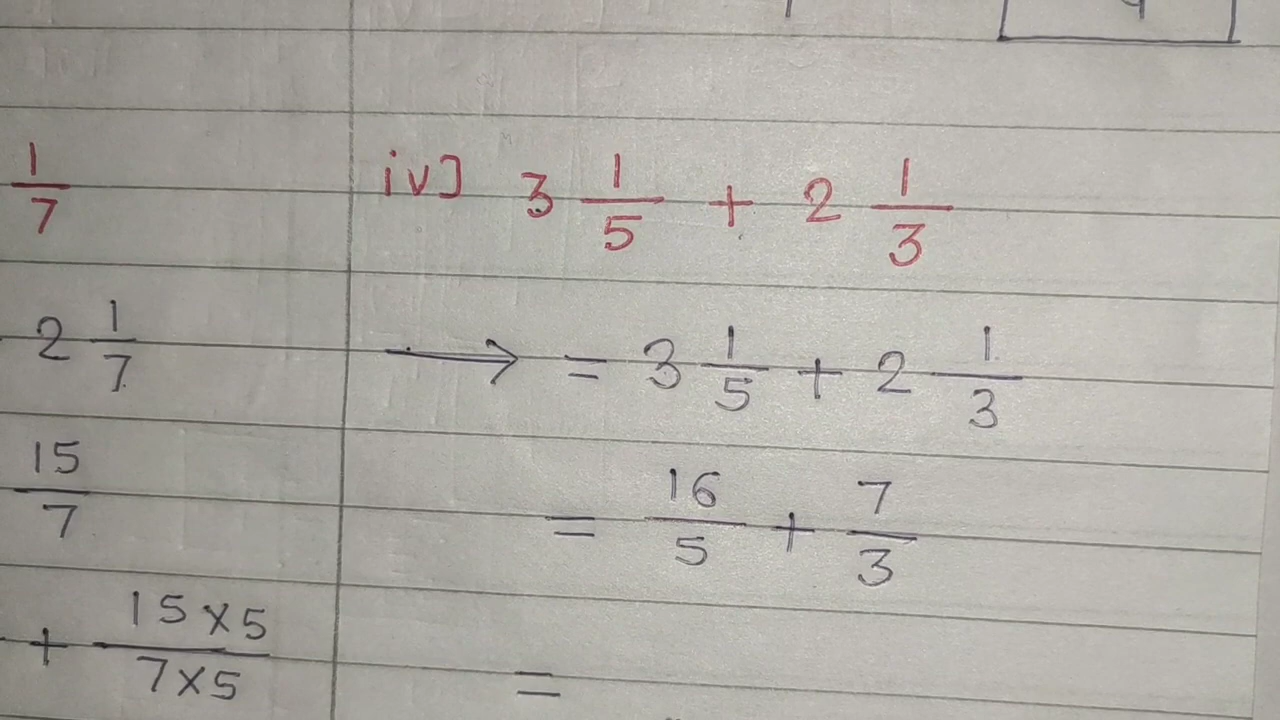 1/7
2 1/7
15/7
+ 15×5/7×5
iv] 3 1/5 + 2 1/3
→ = 3 1/5 + 2 1/3
= 16/5 + 7/3
=